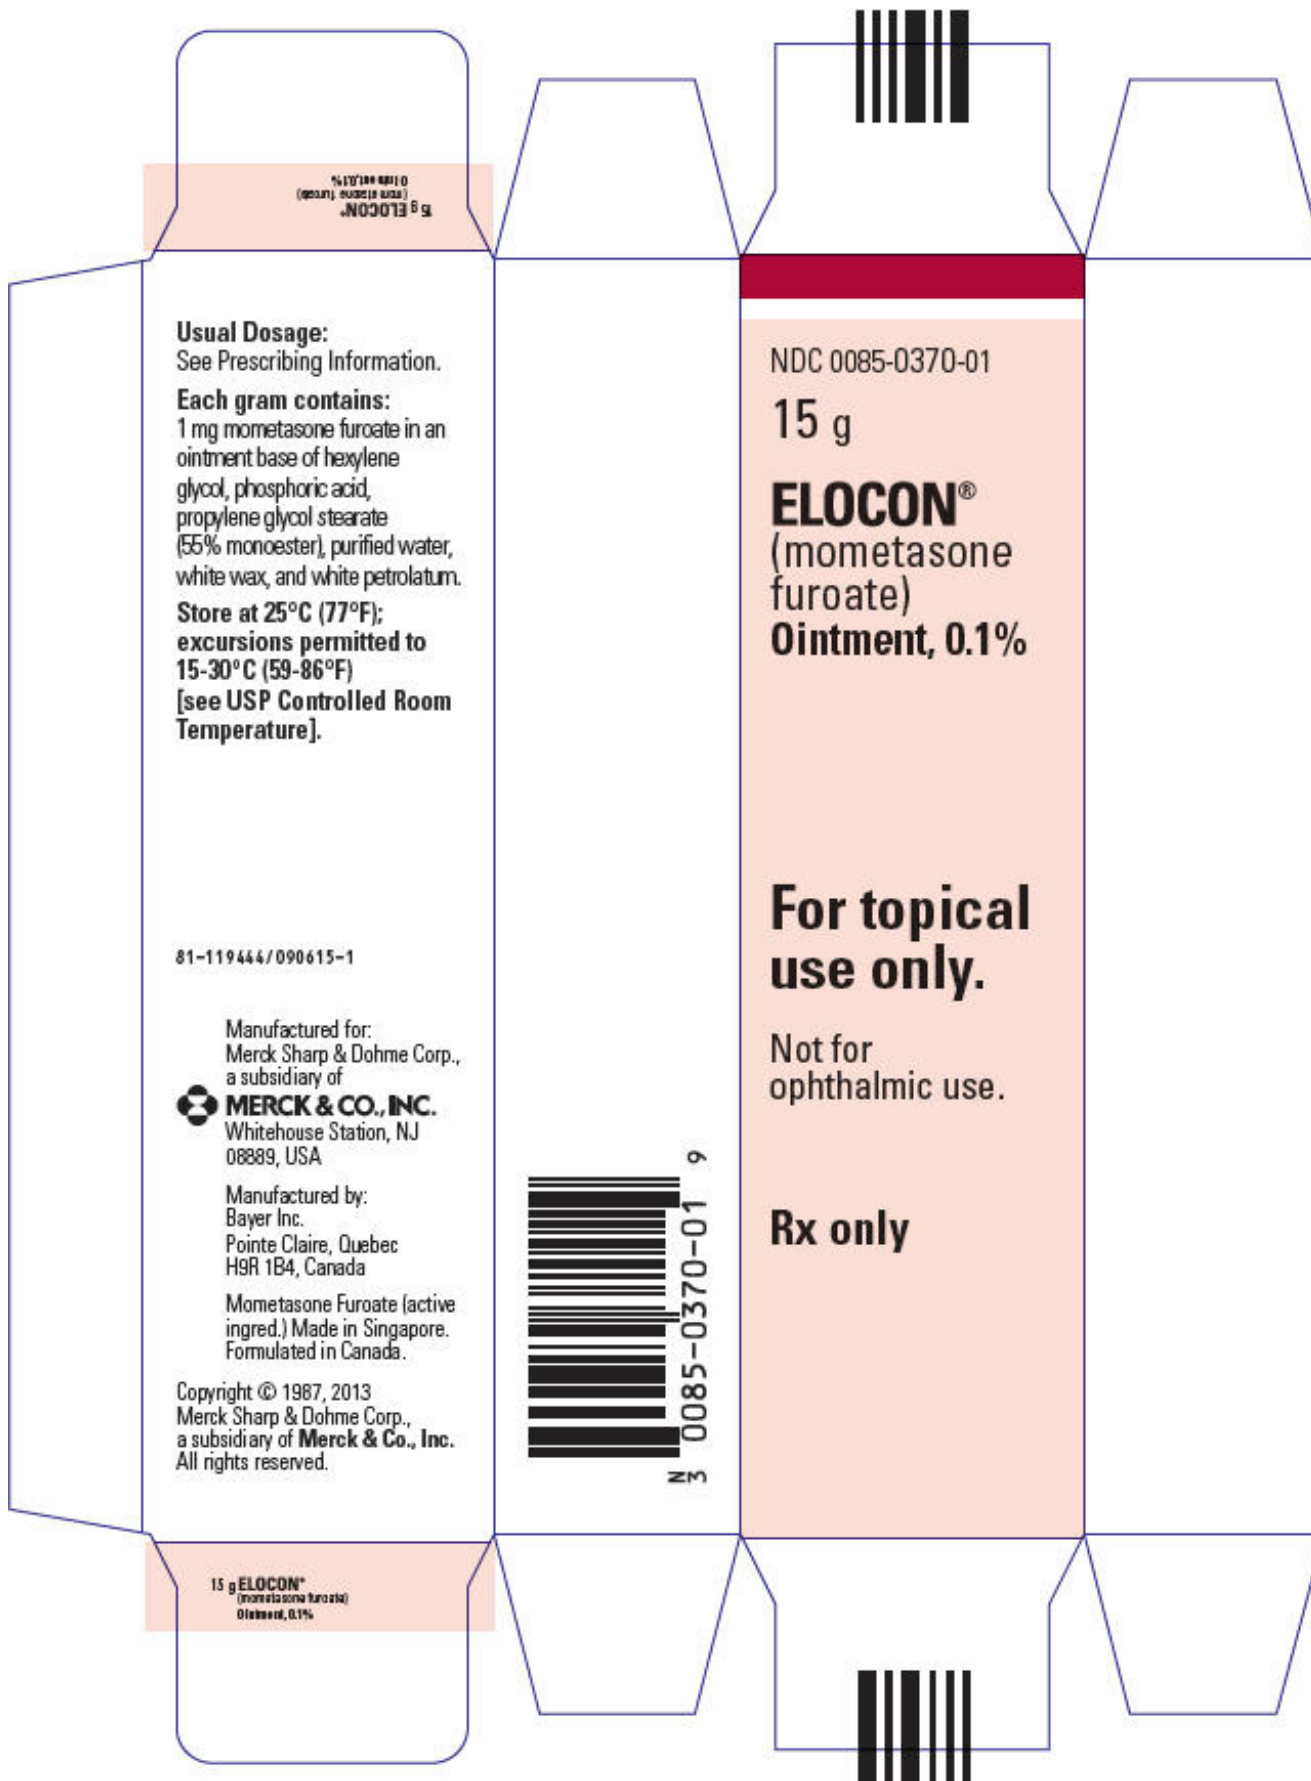 15 g ELOCON®
(mometasone furoate)
Ointment, 0.1%
Usual Dosage:
See Prescribing Information.
Each gram contains:
1 mg mometasone furoate in an
ointment base of hexylene
glycol, phosphoric acid,
propylene glycol stearate
(55% monoester), purified water,
white wax, and white petrolatum.
Store at 25°C (77°F);
excursions permitted to
15-30°C (59-86°F)
[see USP Controlled Room
Temperature].
81-119444/090615-1
Manufactured for:
Merck Sharp & Dohme Corp.,
a subsidiary of
MERCK & CO., INC.
Whitehouse Station, NJ
08889, USA
Manufactured by:
Bayer Inc.
Pointe Claire, Quebec
H9R 1B4, Canada
Mometasone Furoate (active
ingred.) Made in Singapore.
Formulated in Canada.
Copyright © 1987, 2013
Merck Sharp & Dohme Corp.,
a subsidiary of Merck & Co., Inc.
All rights reserved.
15 g ELOCON®
(mometasone furoate)
Ointment, 0.1%
N
3 0085-0370-01 9
NDC 0085-0370-01
15 g
ELOCON®
(mometasone
furoate)
Ointment, 0.1%
For topical
use only.
Not for
ophthalmic use.
Rx only